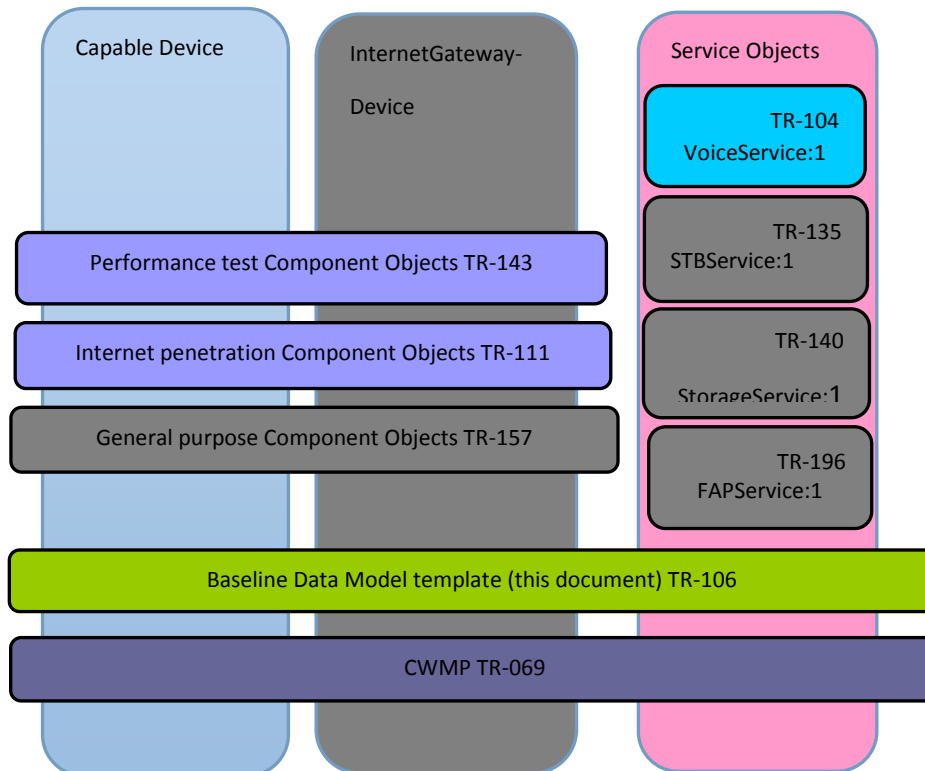 Capable Device
InternetGateway-
Device
Service Objects
TR-104
VoiceService:1
TR-135
STBService:1
Performance test Component Objects TR-143
Internet penetration Component Objects TR-111
TR-140
StorageService:1
General purpose Component Objects TR-157
TR-196
FAPService:1
Baseline Data Model template (this document) TR-106
CWMP TR-069